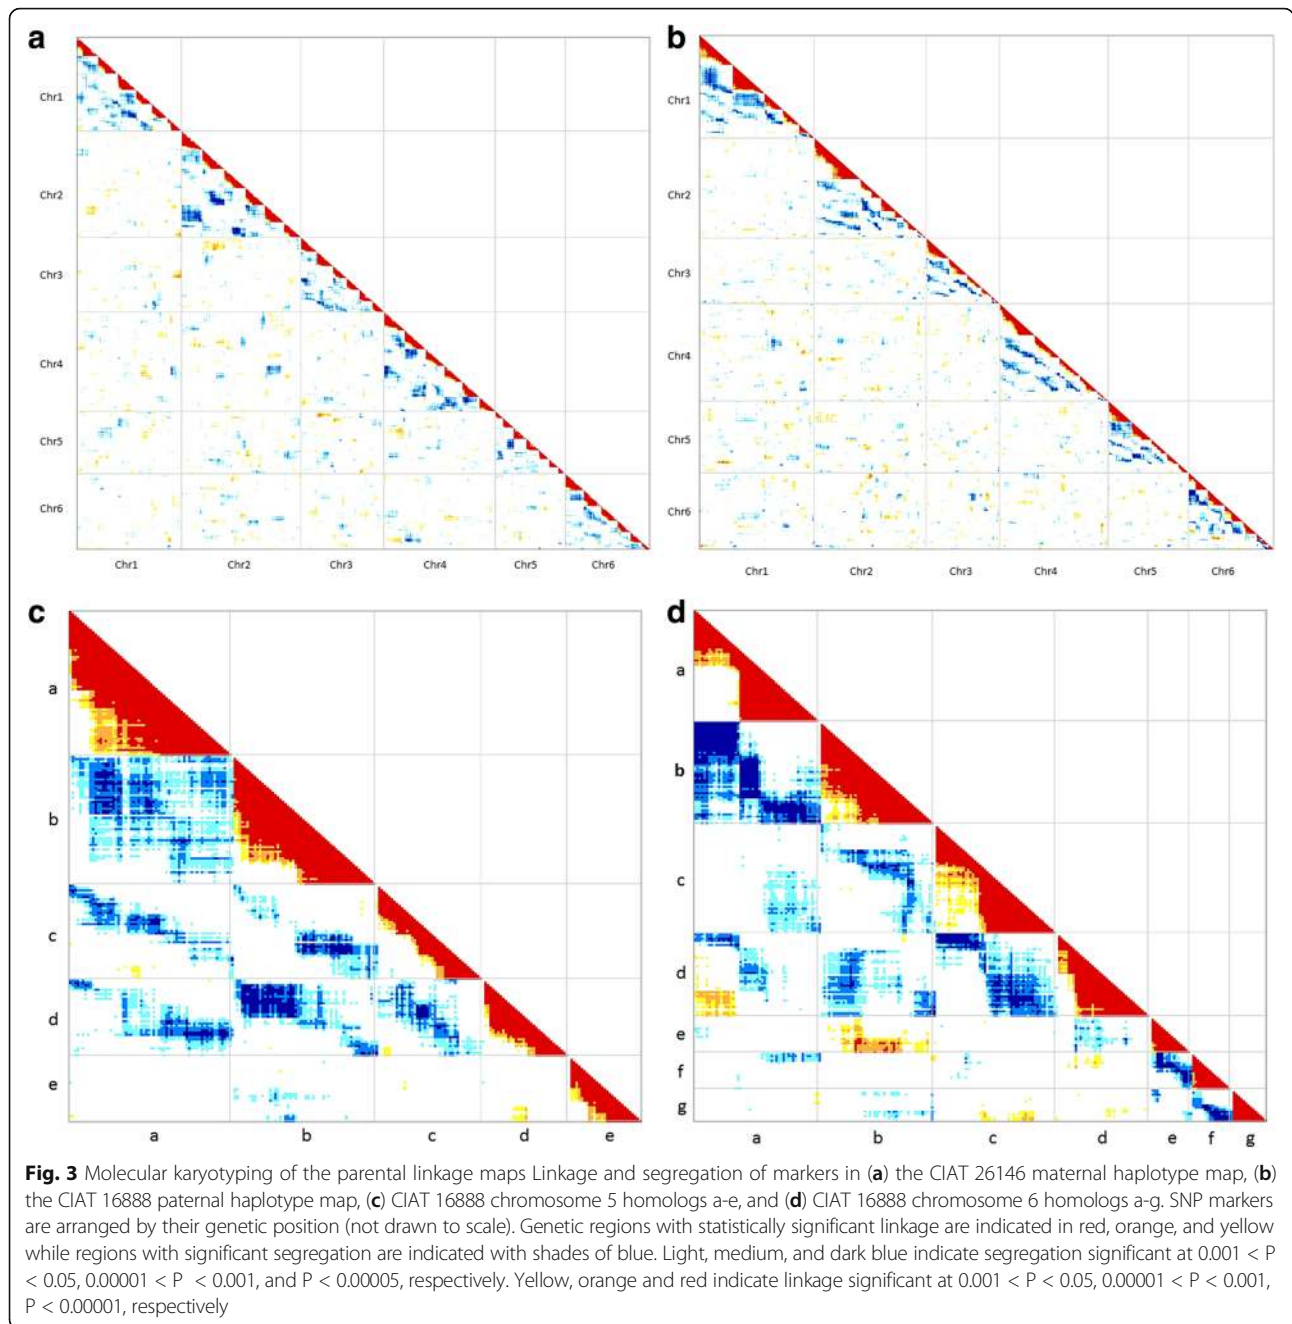 a
b
Chr1
Chr2
Chr3
Chr4
Chr5
Chr6
Chr1 Chr2 Chr3 Chr4 Chr5 Chr6
Chr1
Chr2
Chr3
Chr4
Chr5
Chr6
Chr1 Chr2 Chr3 Chr4 Chr5 Chr6
c
a
b
c
d
e
a b c d e
d
a
b
c
d
e
f
g
a b c d e f g
Fig. 3 Molecular karyotyping of the parental linkage maps Linkage and segregation of markers in (a) the CIAT 26146 maternal haplotype map, (b)
the CIAT 16888 paternal haplotype map, (c) CIAT 16888 chromosome 5 homologs a-e, and (d) CIAT 16888 chromosome 6 homologs a-g. SNP markers
are arranged by their genetic position (not drawn to scale). Genetic regions with statistically significant linkage are indicated in red, orange, and yellow
while regions with significant segregation are indicated with shades of blue. Light, medium, and dark blue indicate segregation significant at 0.001 < P
< 0.05, 0.00001 < P < 0.001, and P < 0.00005, respectively. Yellow, orange and red indicate linkage significant at 0.001 < P < 0.05, 0.00001 < P < 0.001,
P < 0.00001, respectively